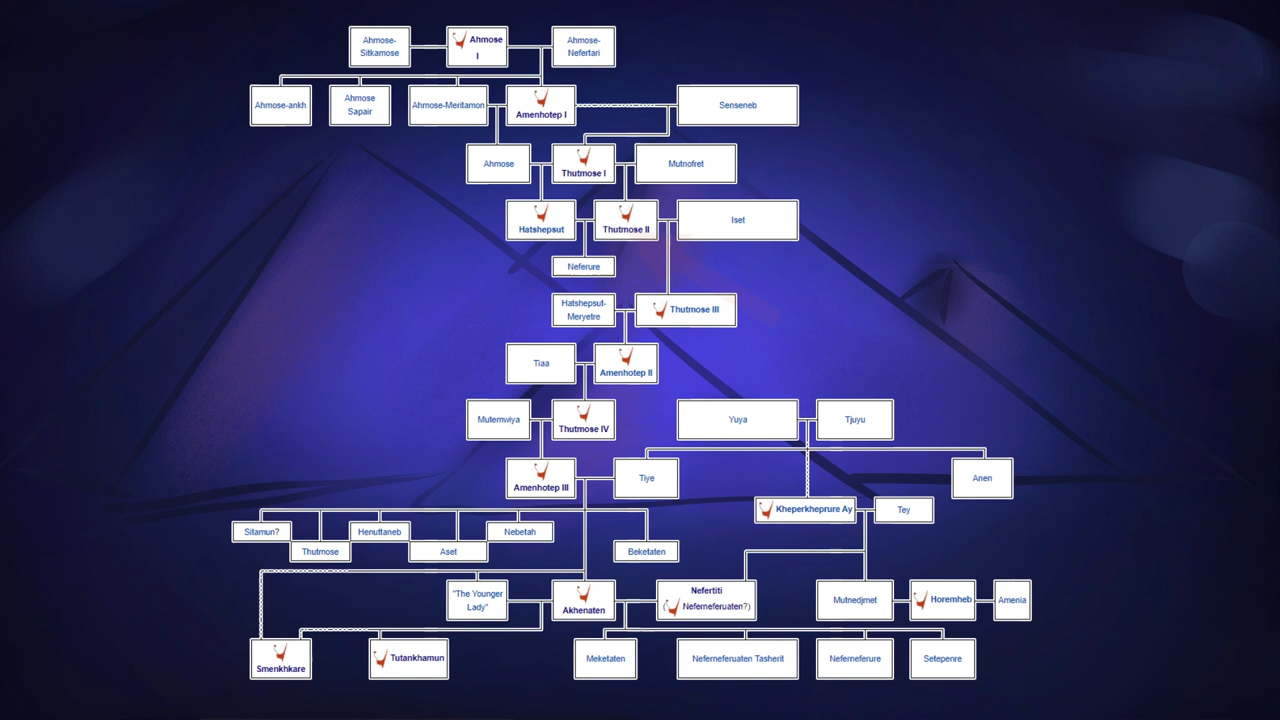 Ahmose-
Sitkamose
Ahmose
I
Ahmose-
Nefertari
Ahmose-ankh
Ahmose
Sapair
Ahmose-Meritamon
Amenhotep I
Senseneb
Ahmose
Thutmose I
Mutnofret
Hatshepsut
Thutmose II
Iset
Neferure
Hatshepsut-
Meryetre
Thutmose III
Tiaa
Amenhotep II
Mutemwiya
Thutmose IV
Yuya
Tjuyu
Amenhotep III
Tiye
Anen
Kheperkheprure Ay
Tey
Sitamun?
Henuttaneb
Nebetah
Thutmose
Aset
Beketaten
"The Younger
Lady"
Akhenaten
Nefertiti
( Neferneferuaten?)
Mutnedjmet
Horemheb
Amenia
Smenkhkare
Tutankhamun
Meketaten
Neferneferuaten Tasherit
Neferneferure
Setepenre